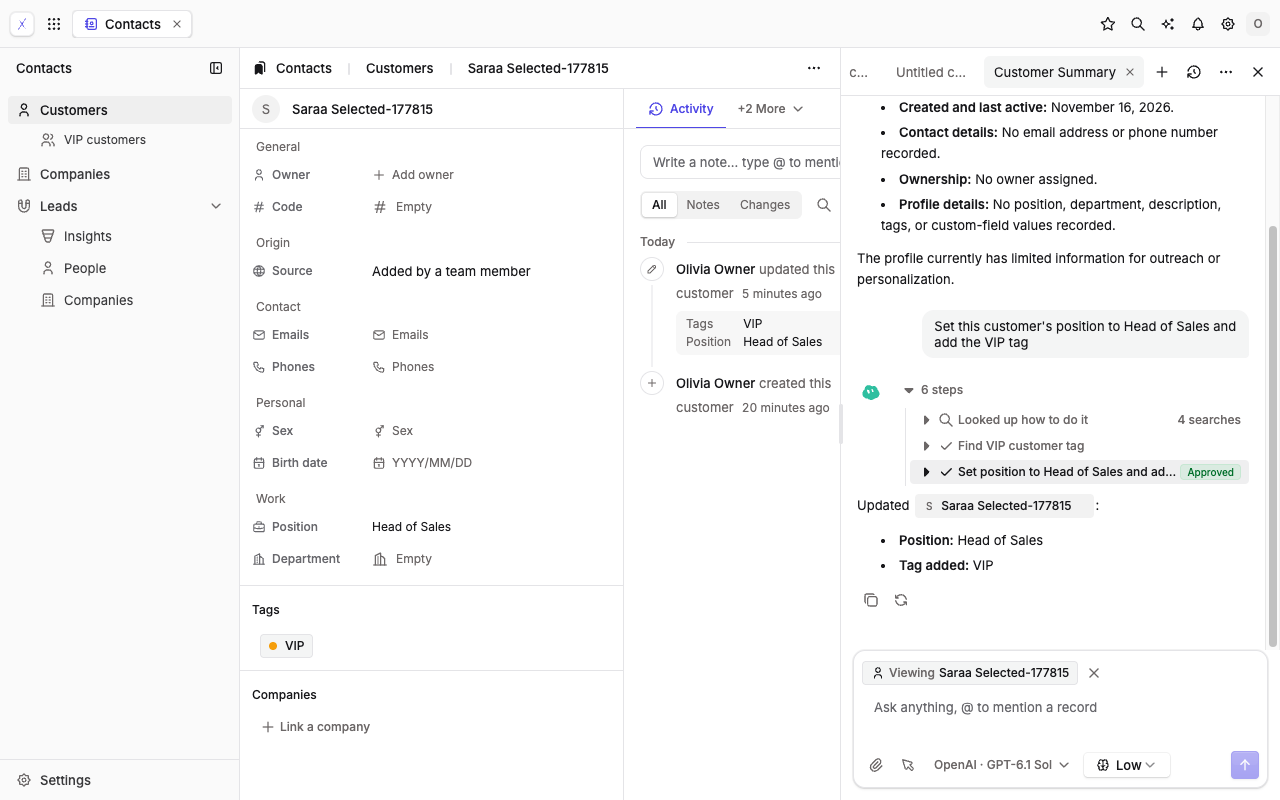 Contacts
O
Contacts
Customers
VIP customers
Companies
Leads
Insights
People
Companies
Settings
Contacts | Customers | Saraa Selected-177815
S Saraa Selected-177815
General
Owner Add owner
Code Empty
Origin
Source Added by a team member
Contact
Emails Emails
Phones Phones
Personal
Sex Sex
Birth date YYYY/MM/DD
Work
Position Head of Sales
Department Empty
Tags
VIP
Companies
Link a company
Activity +2 More
Write a note... type @ to menti
All Notes Changes
Today
Olivia Owner updated this
customer 5 minutes ago
Tags VIP
Position Head of Sales
Olivia Owner created this
customer 20 minutes ago
c... Untitled c... Customer Summary
• Created and last active: November 16, 2026.
• Contact details: No email address or phone number
recorded.
• Ownership: No owner assigned.
• Profile details: No position, department, description,
tags, or custom-field values recorded.
The profile currently has limited information for outreach or
personalization.
Set this customer's position to Head of Sales and
add the VIP tag
6 steps
Looked up how to do it 4 searches
Find VIP customer tag
Set position to Head of Sales and ad... Approved
Updated S Saraa Selected-177815 :
• Position: Head of Sales
• Tag added: VIP
Viewing Saraa Selected-177815
Ask anything, @ to mention a record
OpenAI · GPT-6.1 Sol Low